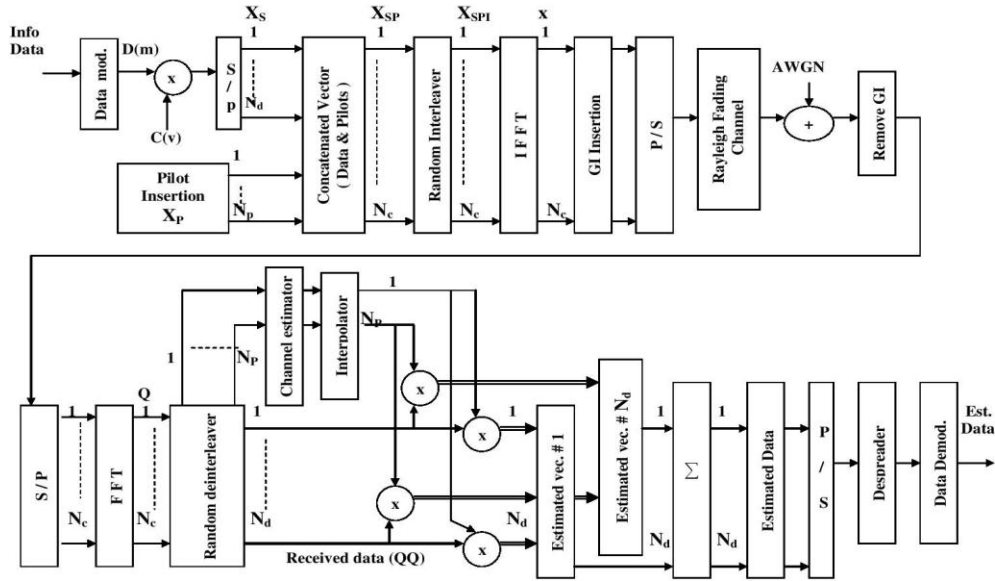 Info
Data
Data mod.
D(m)
x
C(v)
S
/
p
X_S
1
N_d
Pilot
Insertion
X_P
1
N_p
Concatenated Vector
( Data & Pilots )
X_SP
1
N_c
Random Interleaver
X_SPI
1
N_c
I F F T
x
1
N_c
GI Insertion
P / S
Rayleigh Fading
Channel
AWGN
+
Remove GI
S / P
1
N_c
F F T
Q
1
N_c
Random deinterleaver
1
N_P
Channel estimator
Interpolator
1
N_P
x
1
x
x
x
N_d
Received data (QQ)
1
N_d
Estimated vec. # 1
Estimated vec. # N_d
1
N_d
Σ
1
N_d
Estimated Data
P
/
S
Despreader
Data Demod.
Est.
Data